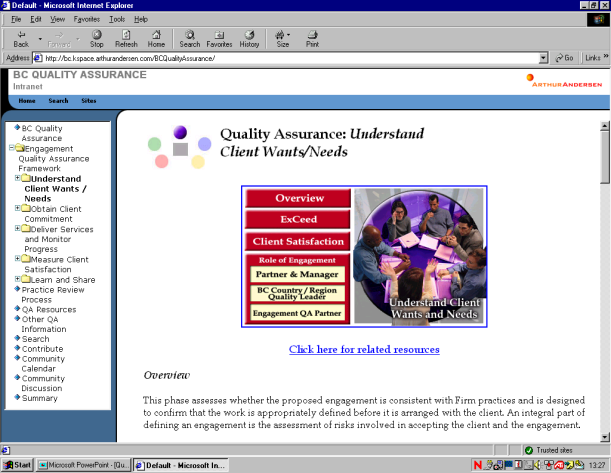 Default - Microsoft Internet Explorer
File Edit View Favorites Tools Help
Back Forward Stop Refresh Home Search Favorites History Size Print
Address http://bc.kspace.arthurandersen.com/BCQualityAssurance/ Go Links »
BC QUALITY ASSURANCE
Intranet
ARTHURANDERSEN
Home Search Sites
BC Quality
Assurance
Engagement
Quality Assurance
Framework
Understand
Client Wants /
Needs
Obtain Client
Commitment
Deliver Services
and Monitor
Progress
Measure Client
Satisfaction
Learn and Share
Practice Review
Process
QA Resources
Other QA
Information
Search
Contribute
Community
Calendar
Community
Discussion
Summary
Quality Assurance: Understand
Client Wants/Needs
Overview
ExCeed
Client Satisfaction
Role of Engagement
Partner & Manager
BC Country / Region
Quality Leader
Engagement QA Partner
Understand Client
Wants and Needs
Click here for related resources
Overview
This phase assesses whether the proposed engagement is consistent with Firm practices and is designed
to confirm that the work is appropriately defined before it is arranged with the client. An integral part of
defining an engagement is the assessment of risks involved in accepting the client and the engagement.
Trusted sites
Start Microsoft PowerPoint - [Qu... Default - Microsoft In... 13:27